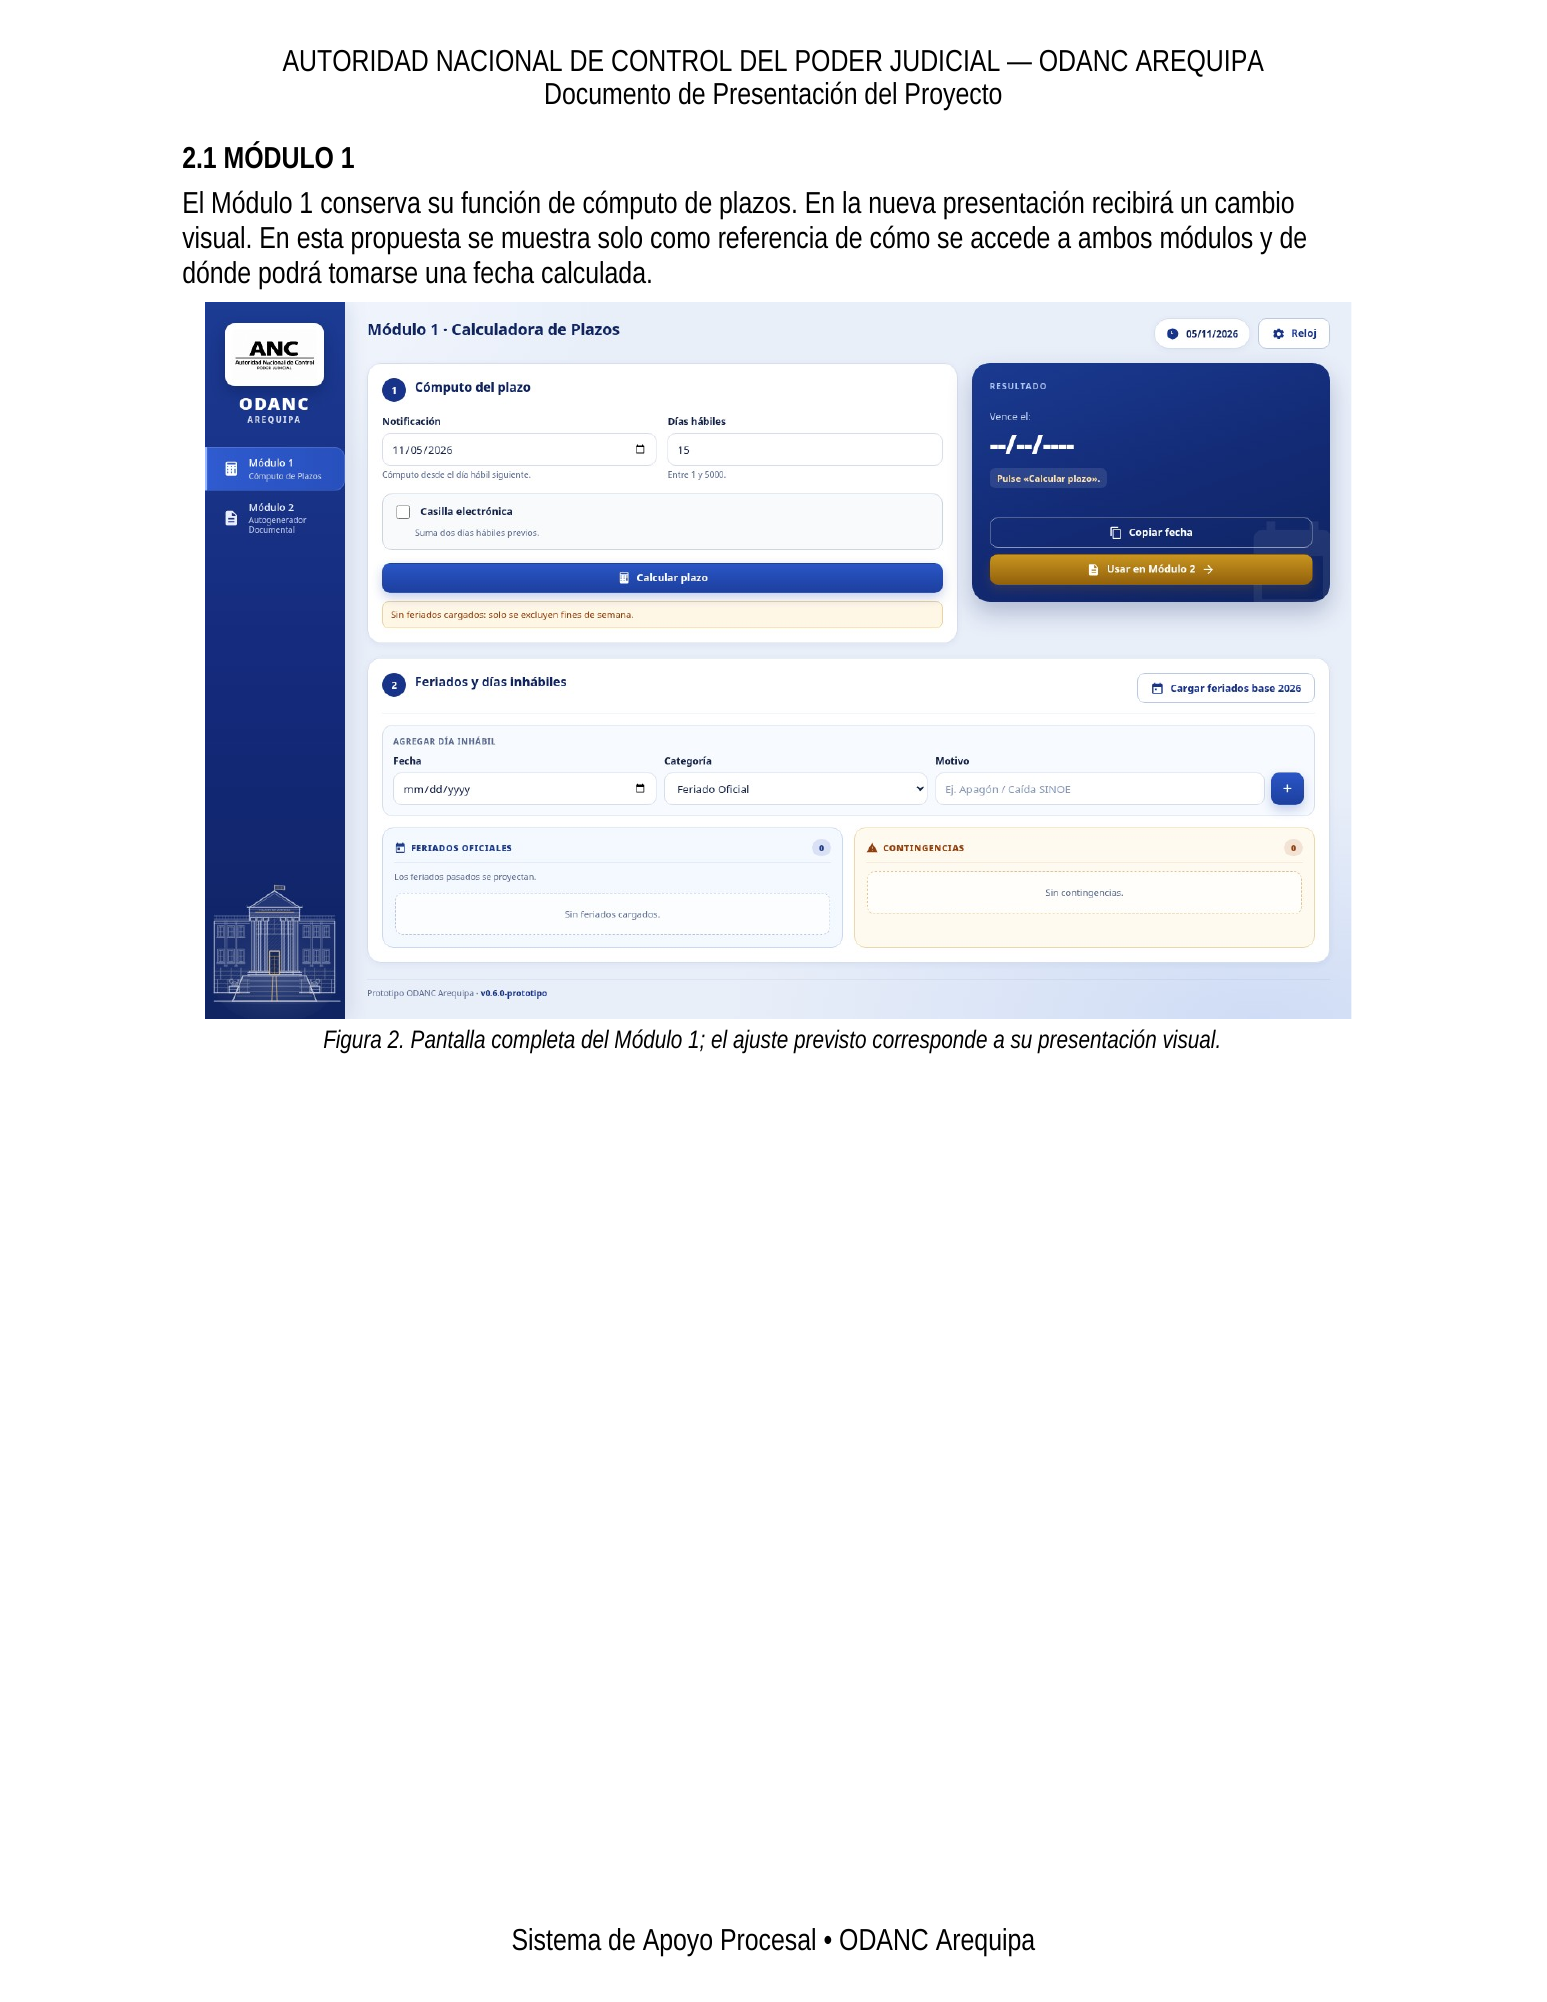 AUTORIDAD NACIONAL DE CONTROL DEL PODER JUDICIAL — ODANC AREQUIPA
Documento de Presentación del Proyecto
2.1 MÓDULO 1
El Módulo 1 conserva su función de cómputo de plazos. En la nueva presentación recibirá un cambio
visual. En esta propuesta se muestra solo como referencia de cómo se accede a ambos módulos y de
dónde podrá tomarse una fecha calculada.
ANC
Autoridad Nacional de Control
PODER JUDICIAL
ODANC
AREQUIPA
Módulo 1
Cómputo de Plazos
Módulo 2
Autogenerador
Documental
Módulo 1 · Calculadora de Plazos
05/11/2026
Reloj
1 Cómputo del plazo
Notificación
11/05/2026
Cómputo desde el día hábil siguiente.
Días hábiles
15
Entre 1 y 5000.
Casilla electrónica
Suma dos días hábiles previos.
Calcular plazo
Sin feriados cargados: solo se excluyen fines de semana.
RESULTADO
Vence el:
--/--/----
Pulse «Calcular plazo».
Copiar fecha
Usar en Módulo 2 →
2 Feriados y días inhábiles
Cargar feriados base 2026
AGREGAR DÍA INHÁBIL
Fecha
mm/dd/yyyy
Categoría
Feriado Oficial
Motivo
Ej. Apagón / Caída SINOE
+
FERIADOS OFICIALES 0
Los feriados pasados se proyectan.
Sin feriados cargados.
CONTINGENCIAS 0
Sin contingencias.
Prototipo ODANC Arequipa · v0.6.0-prototipo
Figura 2. Pantalla completa del Módulo 1; el ajuste previsto corresponde a su presentación visual.
Sistema de Apoyo Procesal • ODANC Arequipa